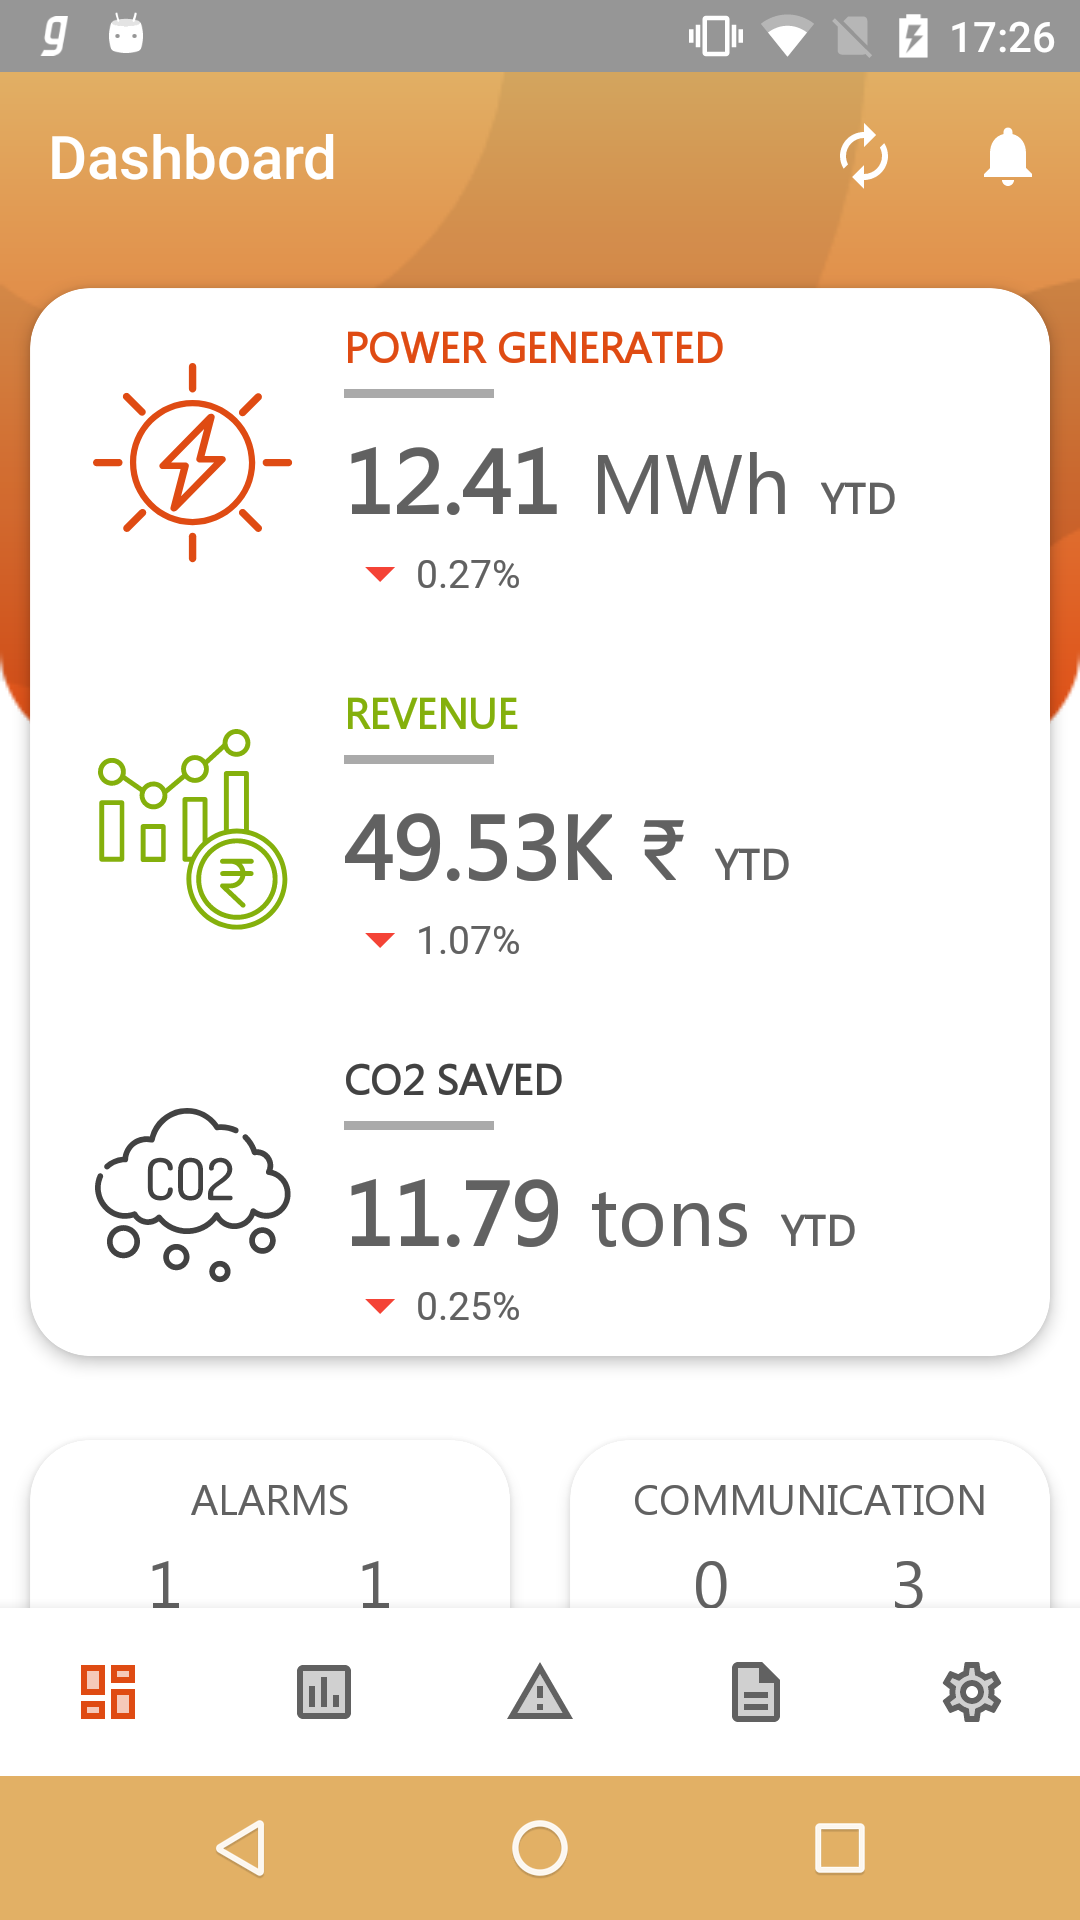 g 17:26
Dashboard
POWER GENERATED
12.41 MWh YTD
0.27%
REVENUE
49.53K ₹ YTD
1.07%
CO2 SAVED
CO2
11.79 tons YTD
0.25%
ALARMS
1 1
COMMUNICATION
0 3